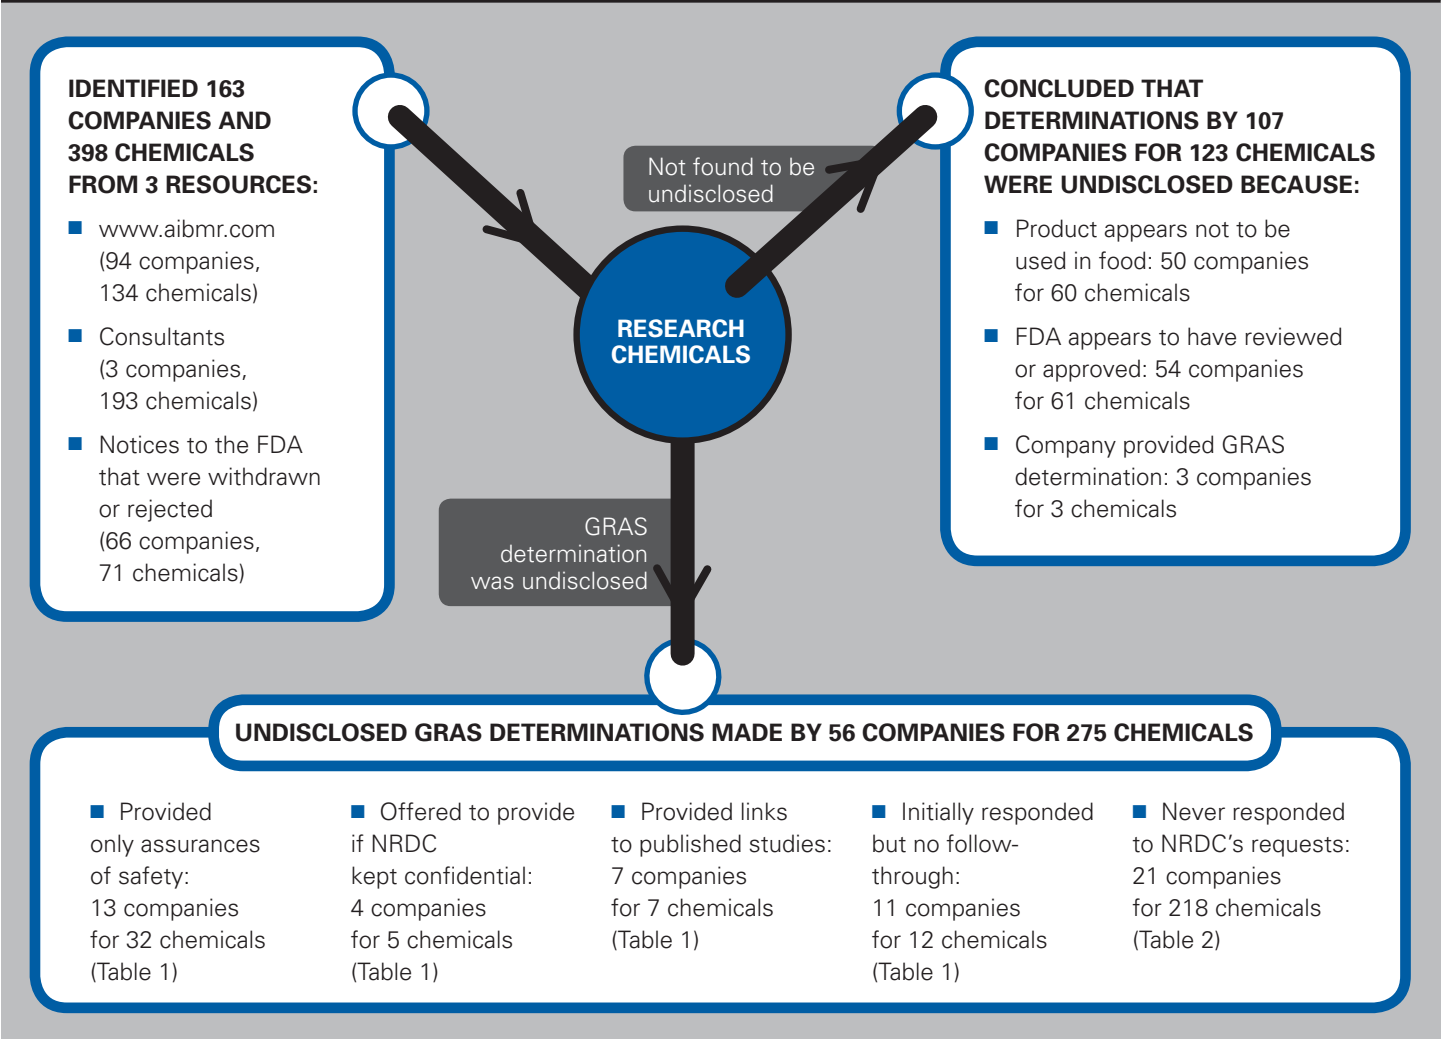 IDENTIFIED 163
COMPANIES AND
398 CHEMICALS
FROM 3 RESOURCES:
www.aibmr.com
(94 companies,
134 chemicals)
Consultants
(3 companies,
193 chemicals)
Notices to the FDA
that were withdrawn
or rejected
(66 companies,
71 chemicals)
Not found to be
undisclosed
RESEARCH
CHEMICALS
CONCLUDED THAT
DETERMINATIONS BY 107
COMPANIES FOR 123 CHEMICALS
WERE UNDISCLOSED BECAUSE:
Product appears not to be
used in food: 50 companies
for 60 chemicals
FDA appears to have reviewed
or approved: 54 companies
for 61 chemicals
Company provided GRAS
determination: 3 companies
for 3 chemicals
GRAS
determination
was undisclosed
UNDISCLOSED GRAS DETERMINATIONS MADE BY 56 COMPANIES FOR 275 CHEMICALS
Provided
only assurances
of safety:
13 companies
for 32 chemicals
(Table 1)
Offered to provide
if NRDC
kept confidential:
4 companies
for 5 chemicals
(Table 1)
Provided links
to published studies:
7 companies
for 7 chemicals
(Table 1)
Initially responded
but no follow-
through:
11 companies
for 12 chemicals
(Table 1)
Never responded
to NRDC's requests:
21 companies
for 218 chemicals
(Table 2)